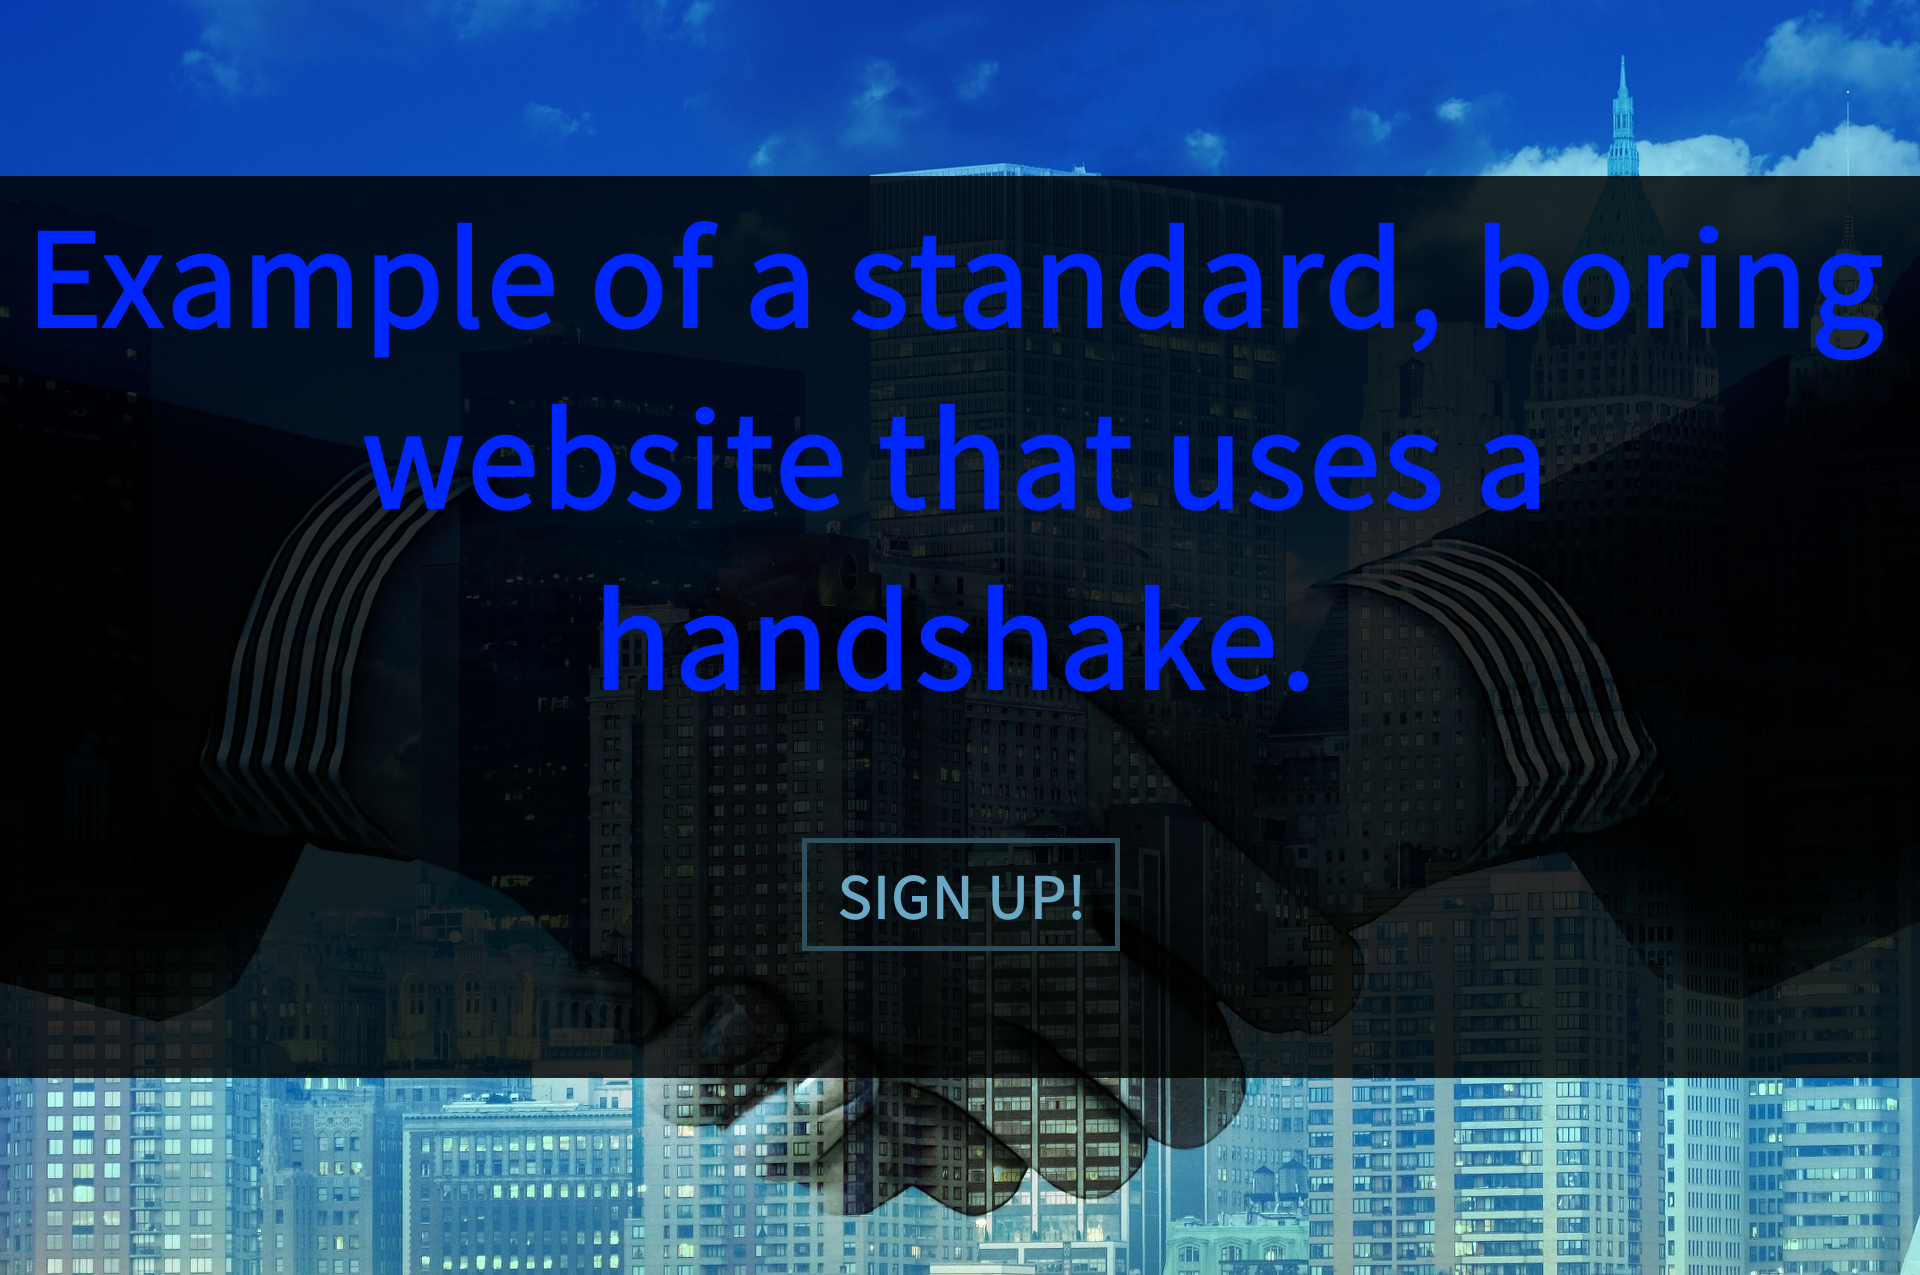 Example of a standard, boring
website that uses a
handshake.
SIGN UP!